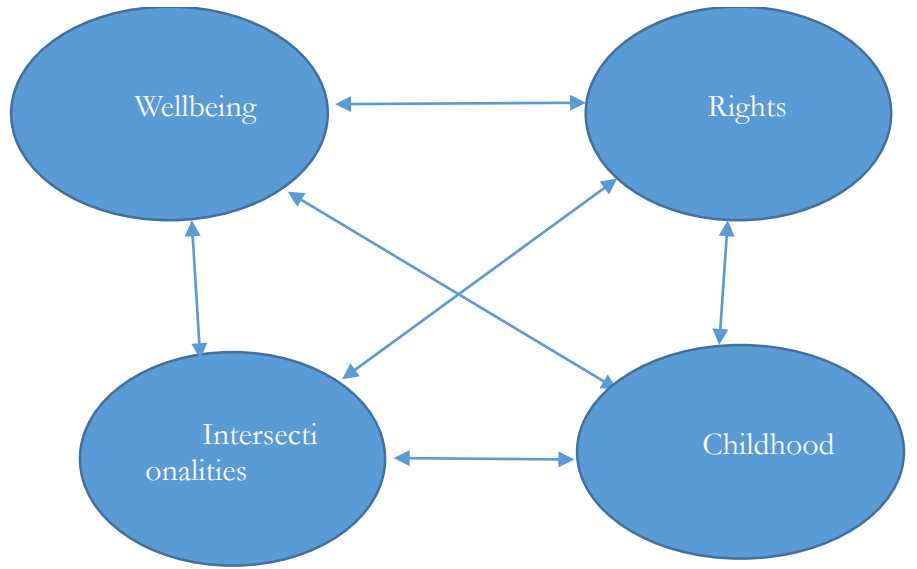 Wellbeing
Rights
Intersecti
onalities
Childhood